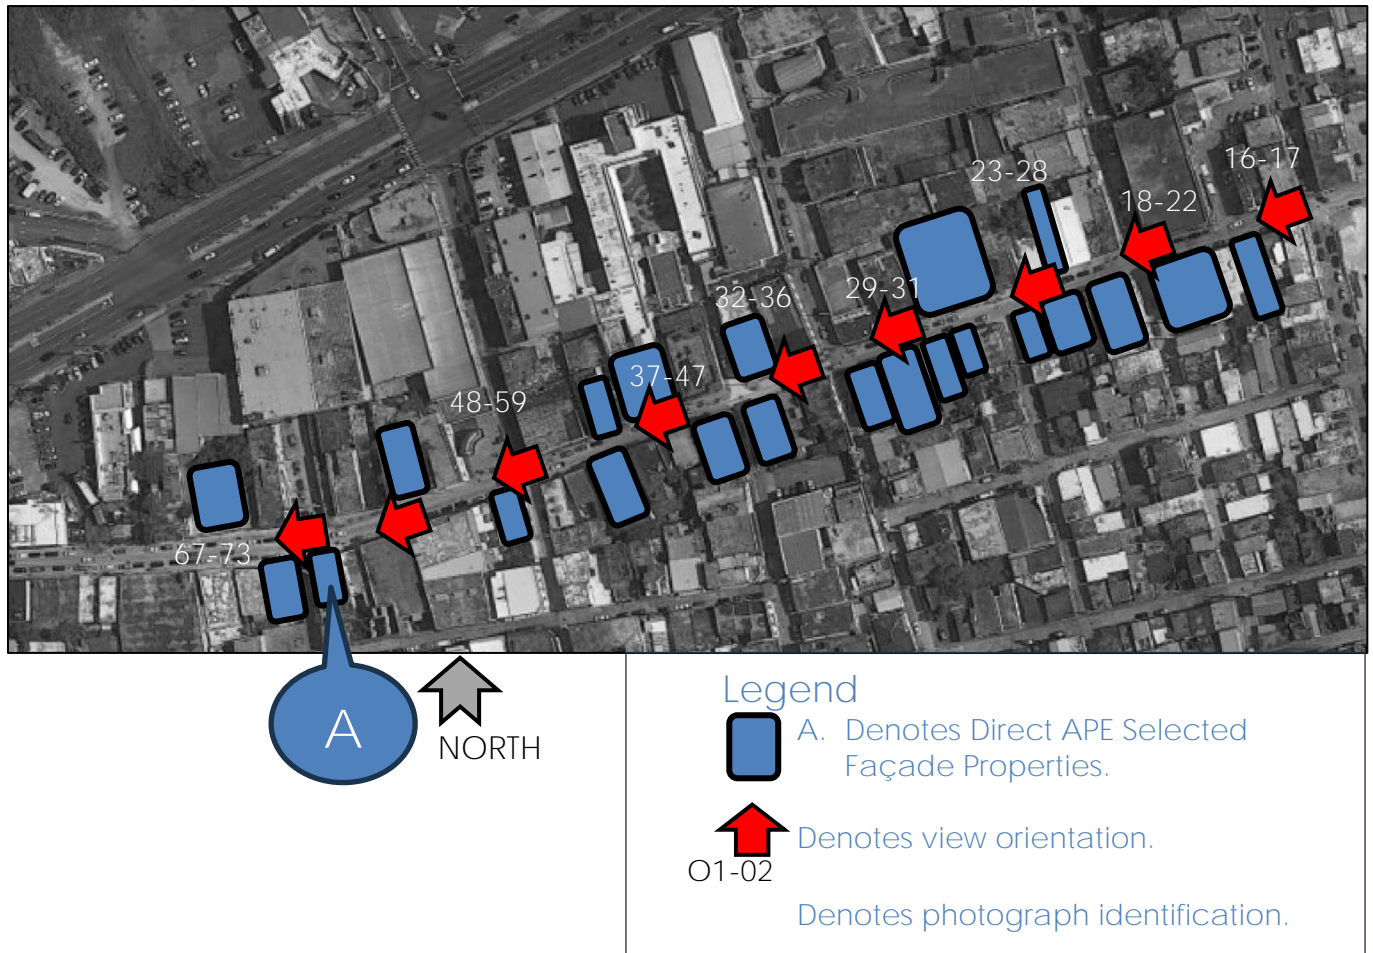 16-17
23-28
18-22
29-31
32-36
37-47
48-59
67-73
A
NORTH
Legend
A. Denotes Direct APE Selected
Façade Properties.
Denotes view orientation.
O1-02
Denotes photograph identification.